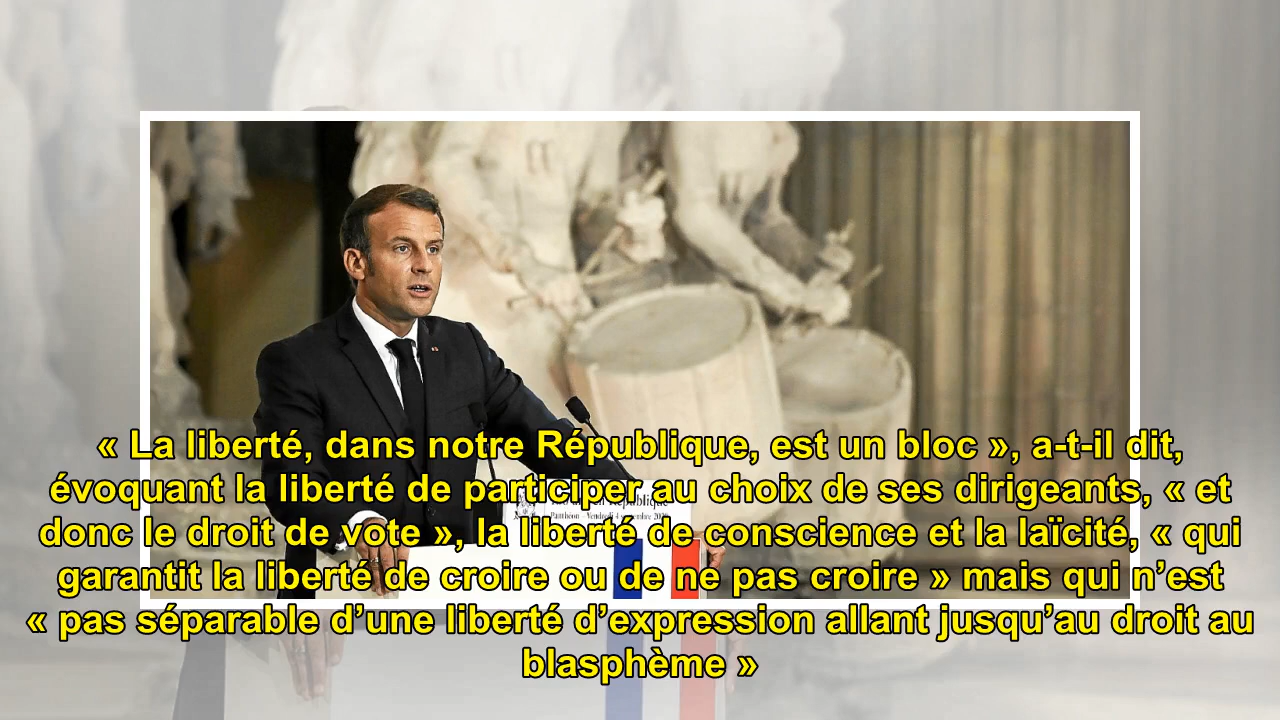 « La liberté, dans notre République, est un bloc », a-t-il dit,
évoquant la liberté de participer au choix de ses dirigeants, « et
donc le droit de vote », la liberté de conscience et la laïcité, « qui
garantit la liberté de croire ou de ne pas croire » mais qui n’est
« pas séparable d’une liberté d’expression allant jusqu’au droit au
blasphème »
République
Panthéon - Vendredi